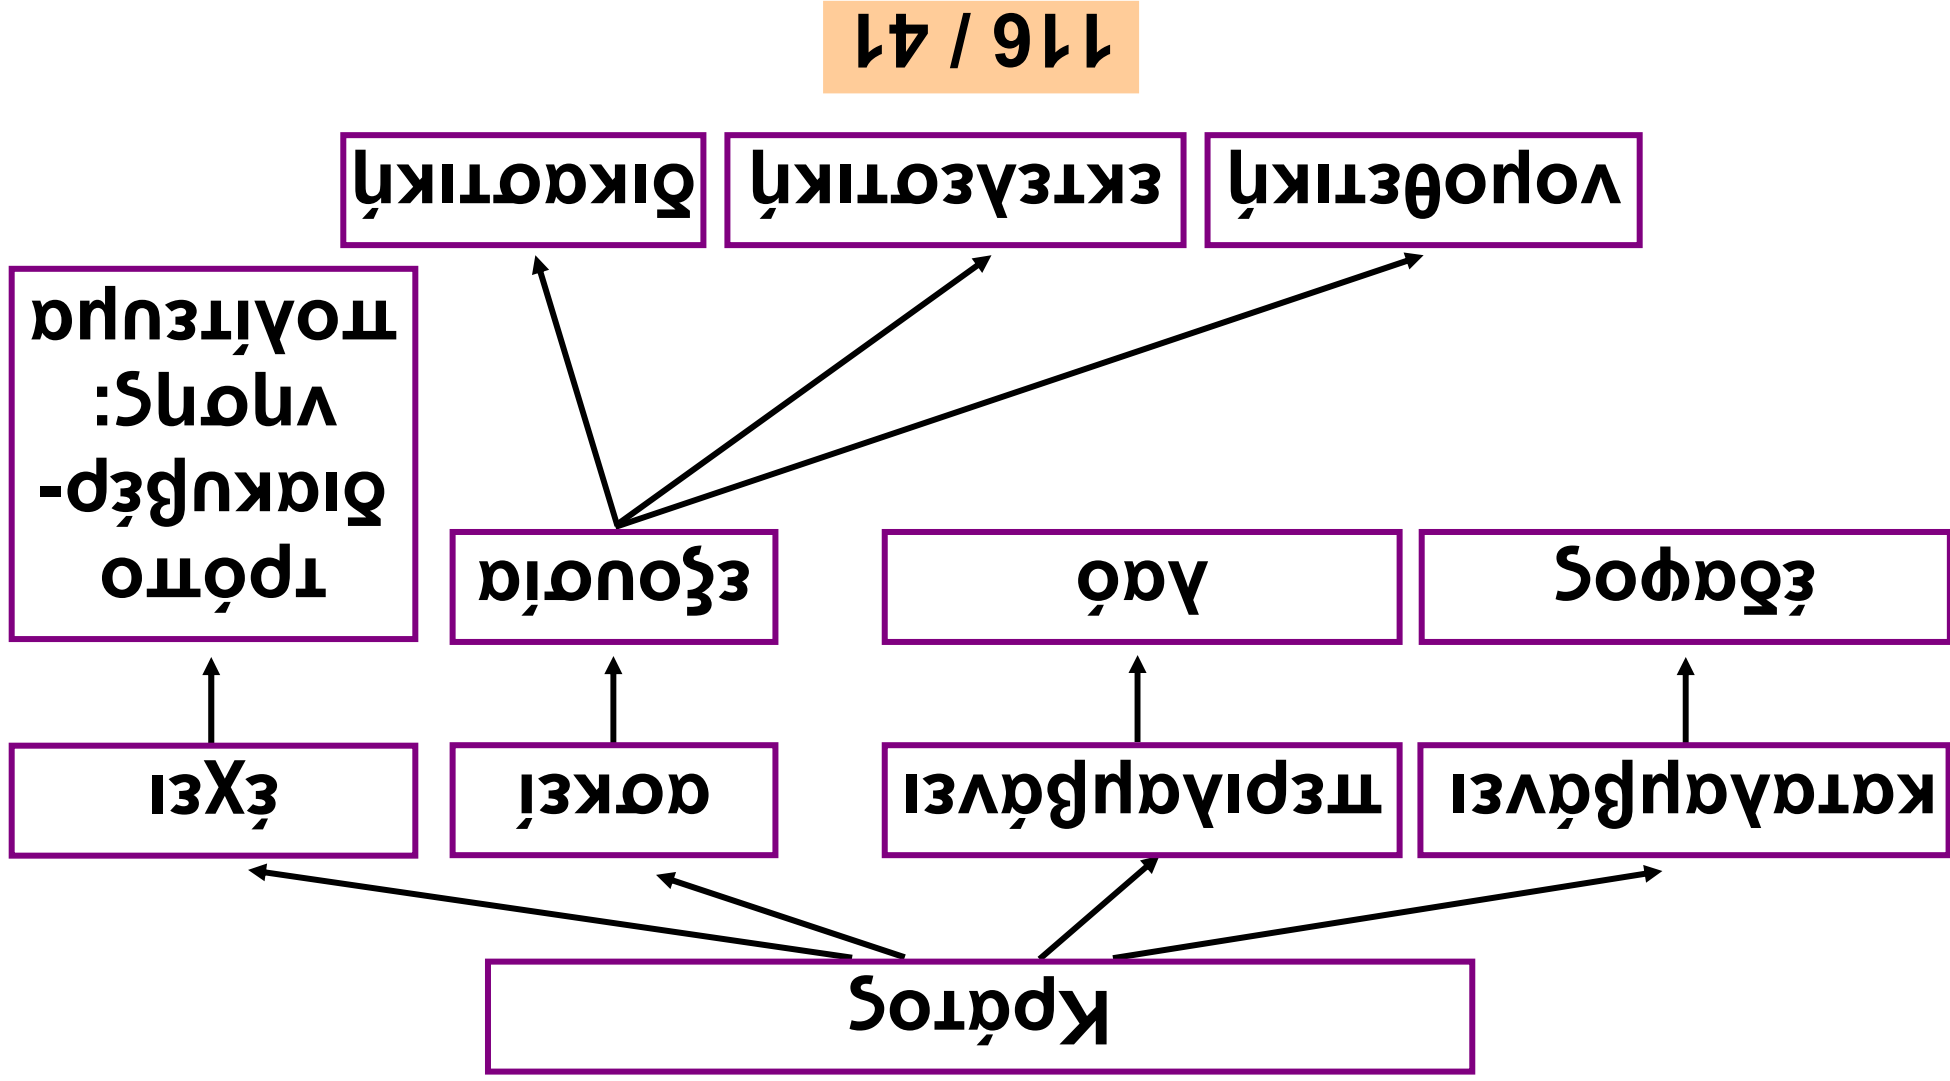 Κράτος
καταλαμβάνει
περιλαμβάνει
ασκεί
έχει
έδαφος
λαό
εξουσία
τρόπο
διακυβέρ-
νησης:
πολίτευμα
νομοθετική
εκτελεστική
δικαστική
116 / 41